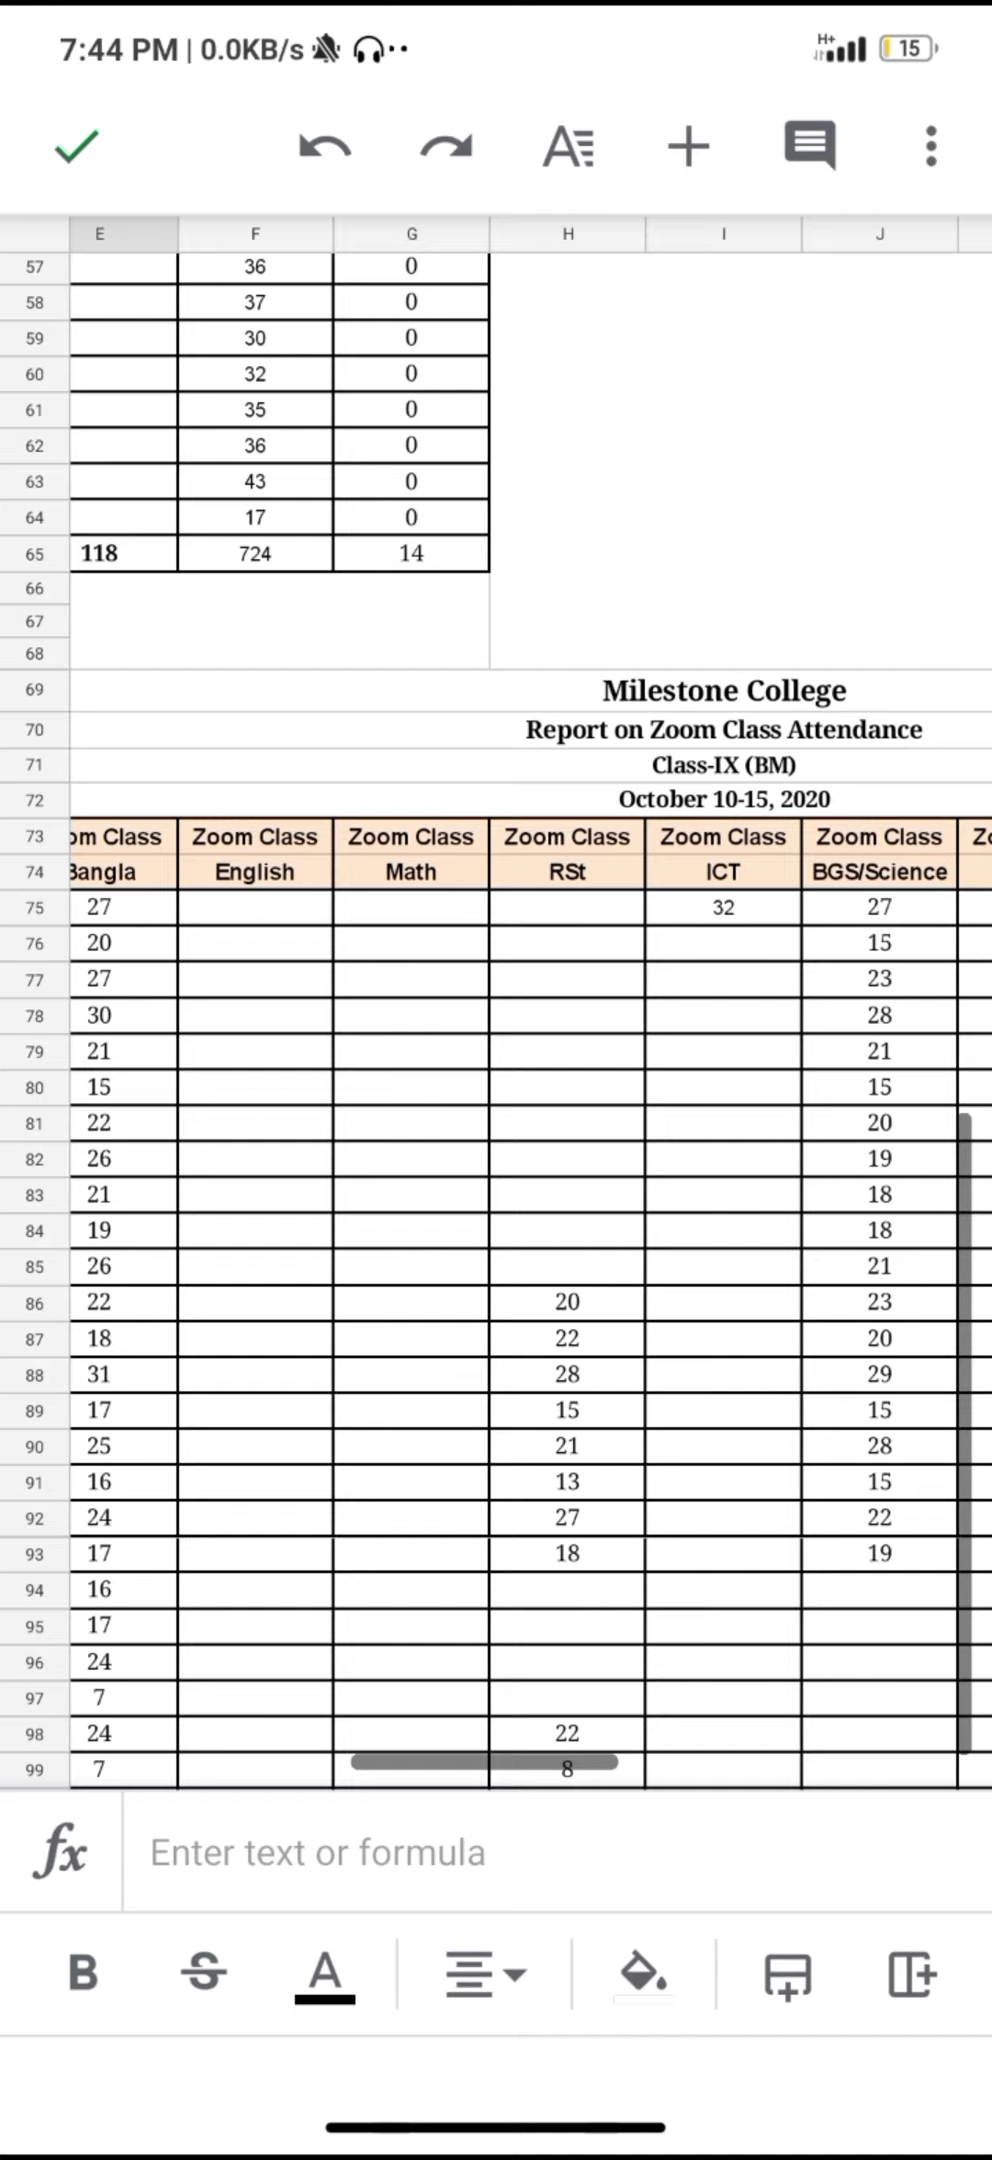 7:44 PM | 0.0KB/s H+ 15
E F G H I J
57 36 0
58 37 0
59 30 0
60 32 0
61 35 0
62 36 0
63 43 0
64 17 0
65 118 724 14
66
67
68
69 Milestone College
70 Report on Zoom Class Attendance
71 Class-IX (BM)
72 October 10-15, 2020
73 om Class Zoom Class Zoom Class Zoom Class Zoom Class Zoom Class Zo
74 Bangla English Math RSt ICT BGS/Science
75 27 32 27
76 20 15
77 27 23
78 30 28
79 21 21
80 15 15
81 22 20
82 26 19
83 21 18
84 19 18
85 26 21
86 22 20 23
87 18 22 20
88 31 28 29
89 17 15 15
90 25 21 28
91 16 13 15
92 24 27 22
93 17 18 19
94 16
95 17
96 24
97 7
98 24 22
99 7 8
fx Enter text or formula
B S A